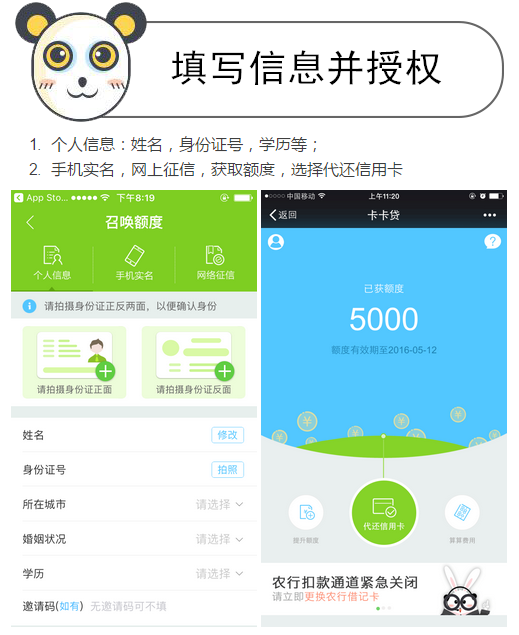 填写信息并授权
1. 个人信息：姓名，身份证号，学历等；
2. 手机实名，网上征信，获取额度，选择代还信用卡
App Sto... 下午8:19
召唤额度
个人信息 手机实名 网络征信
请拍摄身份证正反两面，以便确认身份
请拍摄身份证正面 请拍摄身份证反面
姓名 修改
身份证号 拍照
所在城市 请选择
婚姻状况 请选择
学历 请选择
邀请码(如有) 无邀请码可不填
中国移动 上午11:20
返回 卡卡贷
已获额度
5000
额度有效期至2016-05-12
提升额度 代还信用卡 算算费用
农行扣款通道紧急关闭
请立即更换农行借记卡